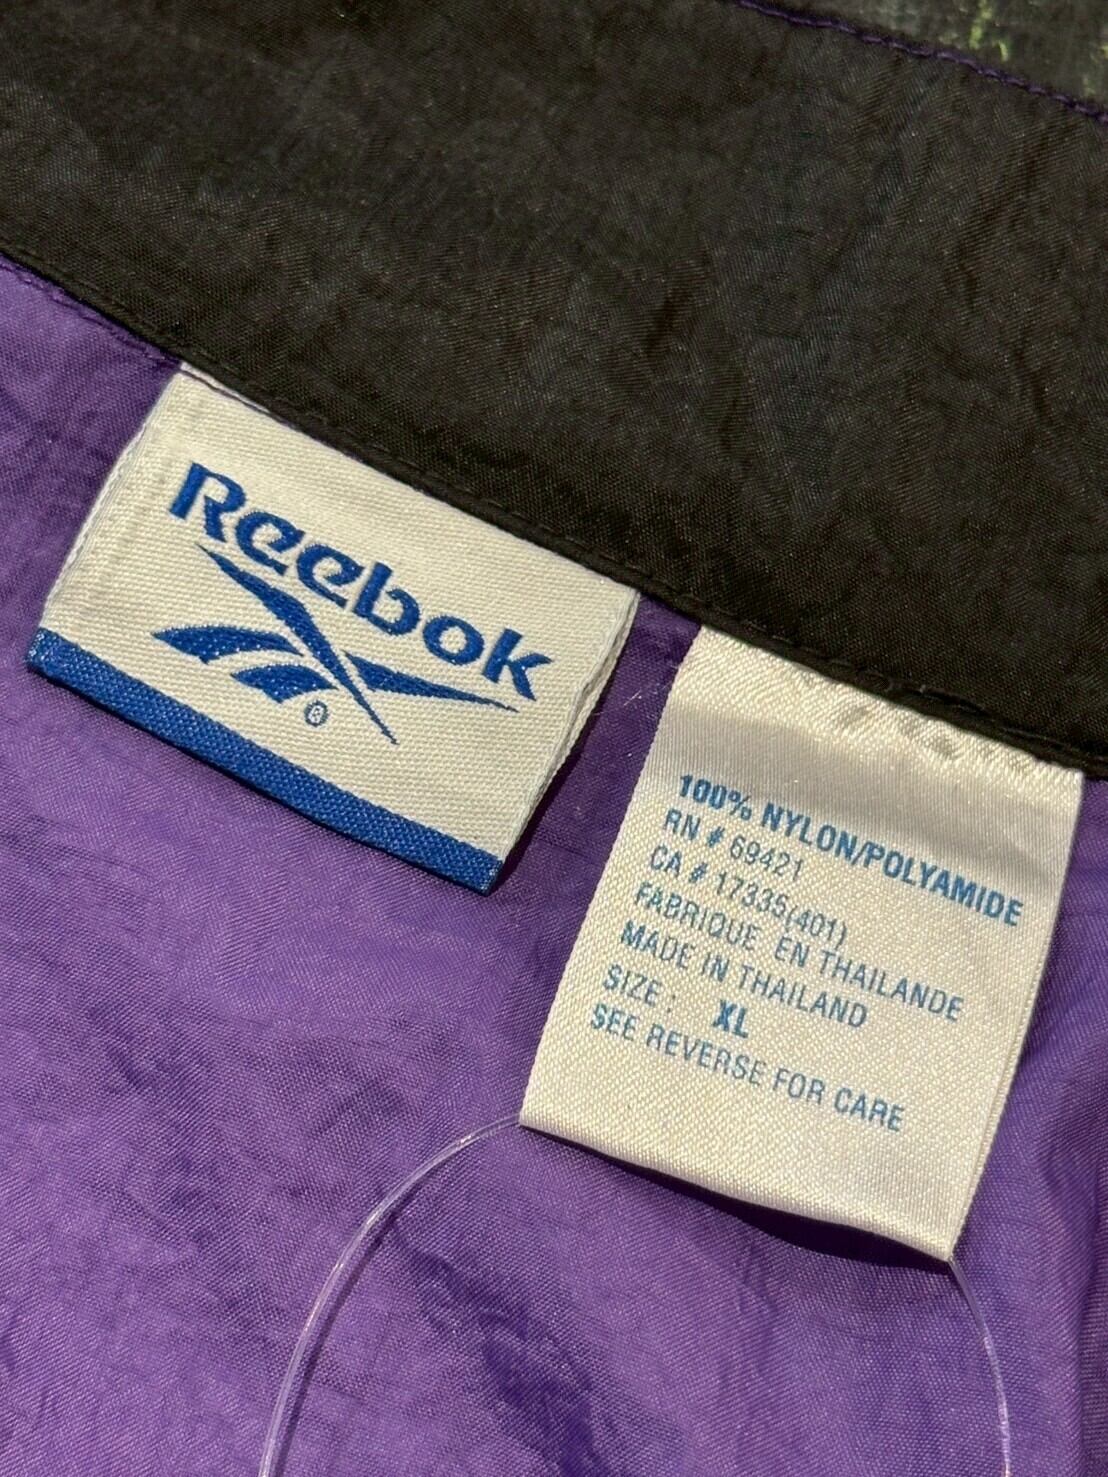 Reebok
®
100% NYLON/POLYAMIDE
RN # 69421
CA # 17335(401)
FABRIQUE EN THAILANDE
MADE IN THAILAND
SIZE : XL
SEE REVERSE FOR CARE